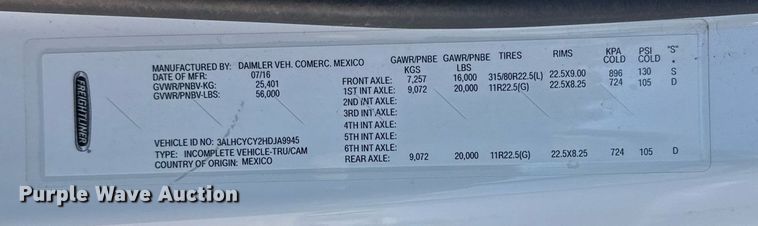 FREIGHTLINER
MANUFACTURED BY: DAIMLER VEH. COMERC. MEXICO
DATE OF MFR: 07/16
GVWR/PNBV-KG: 25,401
GVWR/PNBV-LBS: 56,000
VEHICLE ID NO. 3ALHCYCY2HDJA9945
TYPE: INCOMPLETE VEHICLE-TRU/CAM
COUNTRY OF ORIGIN: MEXICO
GAWR/PNBE KGS GAWR/PNBE LBS TIRES RIMS KPA COLD PSI COLD "S" *
FRONT AXLE: 7,257 16,000 315/80R22.5(L) 22.5X9.00 896 130 S
1ST INT AXLE: 9,072 20,000 11R22.5(G) 22.5X8.25 724 105 D
2ND INT AXLE:
3RD INT AXLE:
4TH INT AXLE:
5TH INT AXLE:
6TH INT AXLE:
REAR AXLE: 9,072 20,000 11R22.5(G) 22.5X8.25 724 105 D
Purple Wave Auction